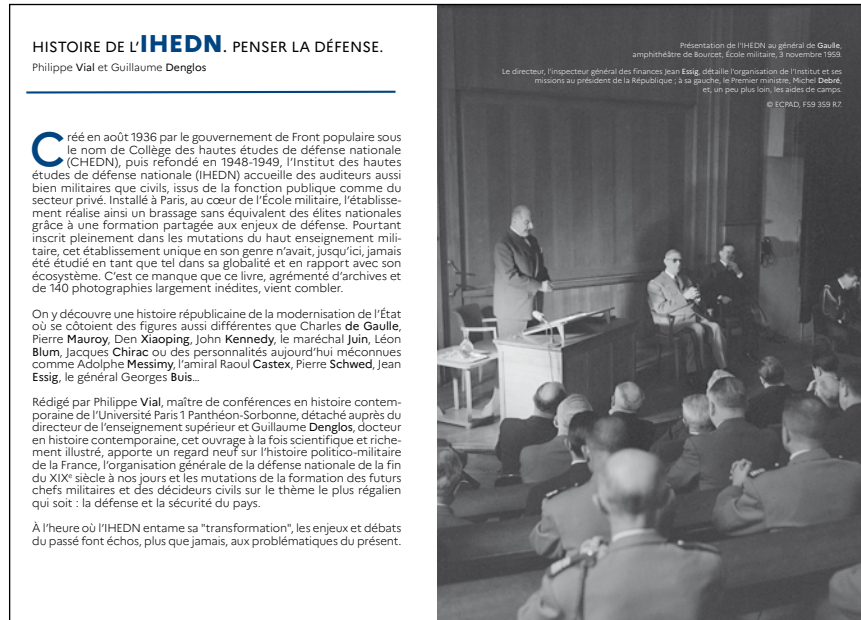 HISTOIRE DE L'IHEDN. PENSER LA DÉFENSE.
Philippe Vial et Guillaume Denglos
Créé en août 1936 par le gouvernement de Front populaire sous
le nom de Collège des hautes études de défense nationale
(CHEDN), puis refondé en 1948-1949, l'Institut des hautes
études de défense nationale (IHEDN) accueille des auditeurs aussi
bien militaires que civils, issus de la fonction publique comme du
secteur privé. Installé à Paris, au cœur de l'École militaire, l'établisse-
ment réalise ainsi un brassage sans équivalent des élites nationales
grâce à une formation partagée aux enjeux de défense. Pourtant
inscrit pleinement dans les mutations du haut enseignement mili-
taire, cet établissement unique en son genre n'avait, jusqu'ici, jamais
été étudié en tant que tel dans sa globalité et en rapport avec son
écosystème. C'est ce manque que ce livre, agrémenté d'archives et
de 140 photographies largement inédites, vient combler.
On y découvre une histoire républicaine de la modernisation de l'État
où se côtoient des figures aussi différentes que Charles de Gaulle,
Pierre Mauroy, Den Xiaoping, John Kennedy, le maréchal Juin, Léon
Blum, Jacques Chirac ou des personnalités aujourd'hui méconnues
comme Adolphe Messimy, l'amiral Raoul Castex, Pierre Schwed, Jean
Essig, le général Georges Buis…
Rédigé par Philippe Vial, maître de conférences en histoire contem-
poraine de l'Université Paris 1 Panthéon-Sorbonne, détaché auprès du
directeur de l'enseignement supérieur et Guillaume Denglos, docteur
en histoire contemporaine, cet ouvrage à la fois scientifique et riche-
ment illustré, apporte un regard neuf sur l'histoire politico-militaire
de la France, l'organisation générale de la défense nationale de la fin
du XIXe siècle à nos jours et les mutations de la formation des futurs
chefs militaires et des décideurs civils sur le thème le plus régalien
qui soit : la défense et la sécurité du pays.
À l'heure où l'IHEDN entame sa "transformation", les enjeux et débats
du passé font échos, plus que jamais, aux problématiques du présent.
Présentation de l'IHEDN au général de Gaulle,
amphithéâtre de Bourcet, École militaire, 3 novembre 1959.
Le directeur, l'inspecteur général des finances Jean Essig, détaille l'organisation de l'Institut et ses
missions au président de la République ; à sa gauche, le Premier ministre, Michel Debré,
et, un peu plus loin, les aides de camps.
© ECPAD, F59 359 R7.